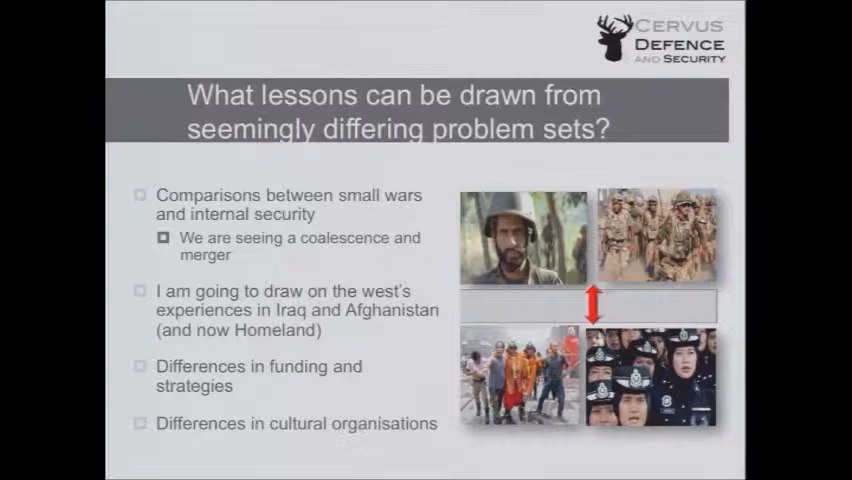 CERVUS
DEFENCE
AND SECURITY
What lessons can be drawn from
seemingly differing problem sets?
Comparisons between small wars
and internal security
We are seeing a coalescence and
merger
I am going to draw on the west's
experiences in Iraq and Afghanistan
(and now Homeland)
Differences in funding and
strategies
Differences in cultural organisations